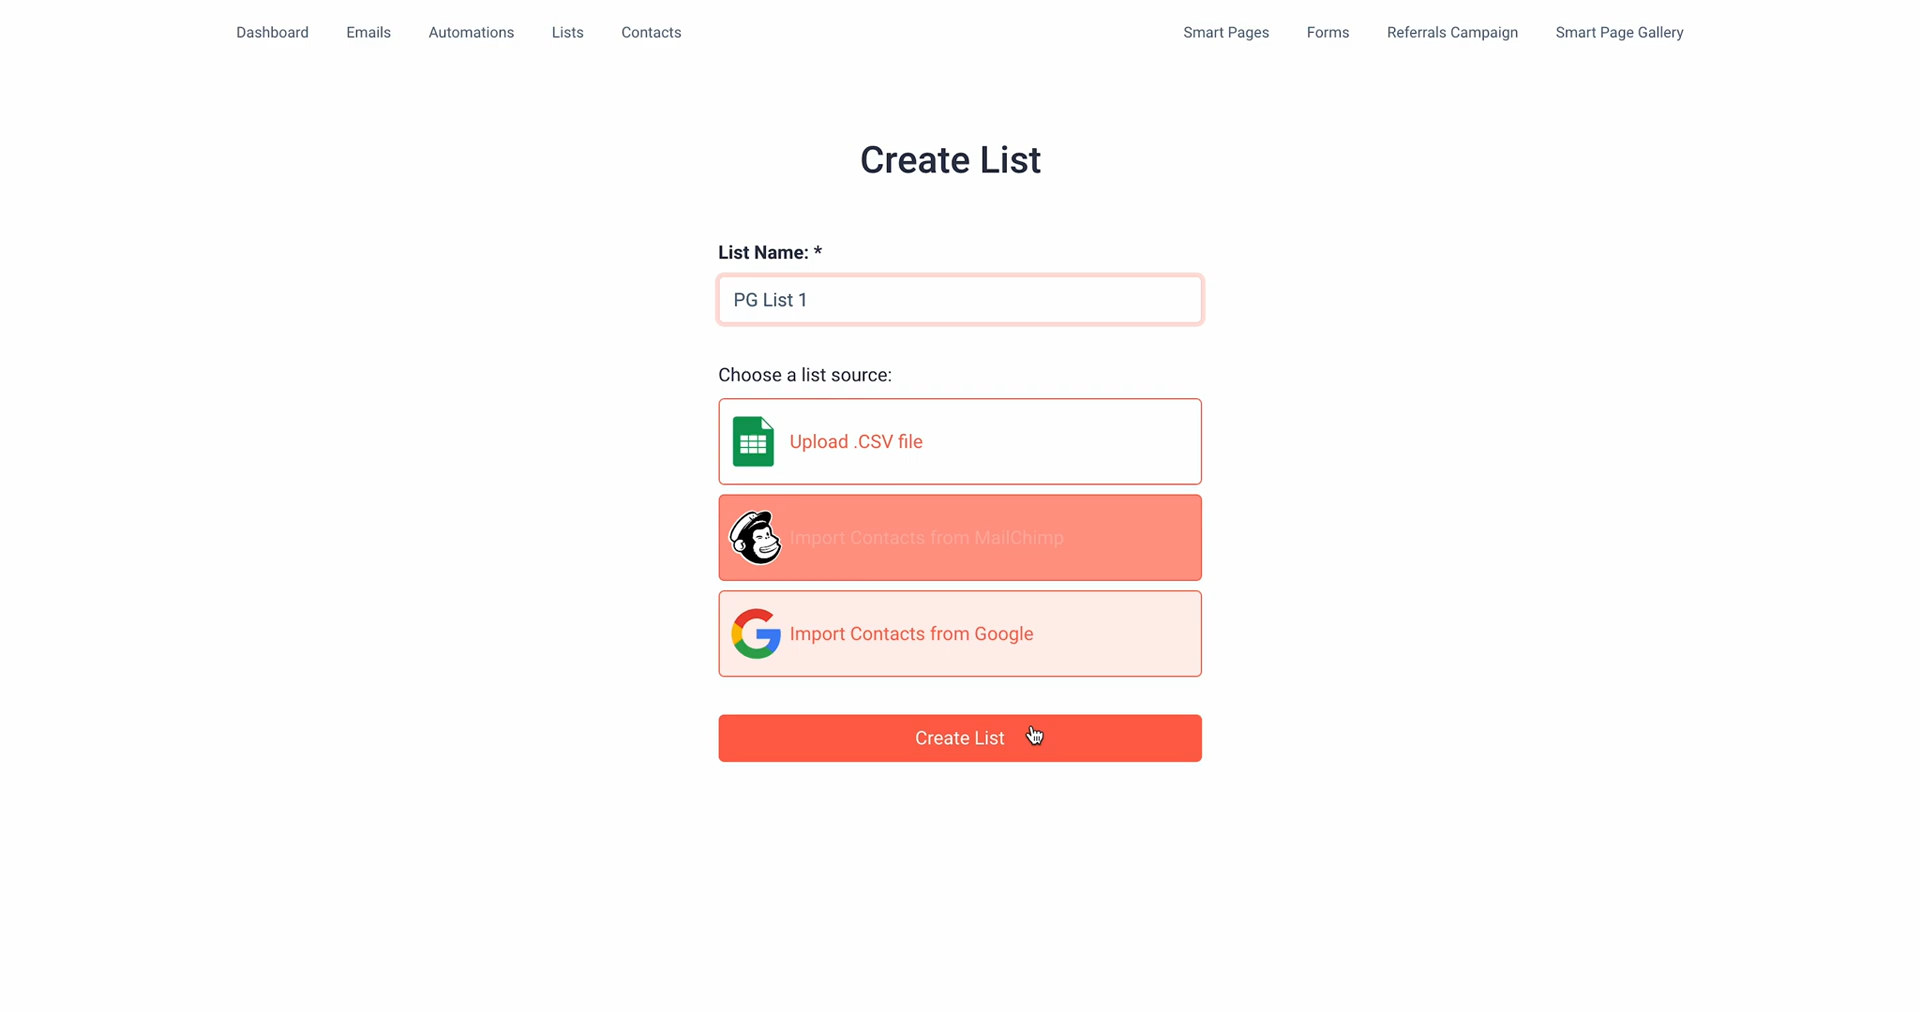 Dashboard Emails Automations Lists Contacts Smart Pages Forms Referrals Campaign Smart Page Gallery
Create List
List Name: *
PG List 1
Choose a list source:
Upload .CSV file
Import Contacts from MailChimp
Import Contacts from Google
Create List